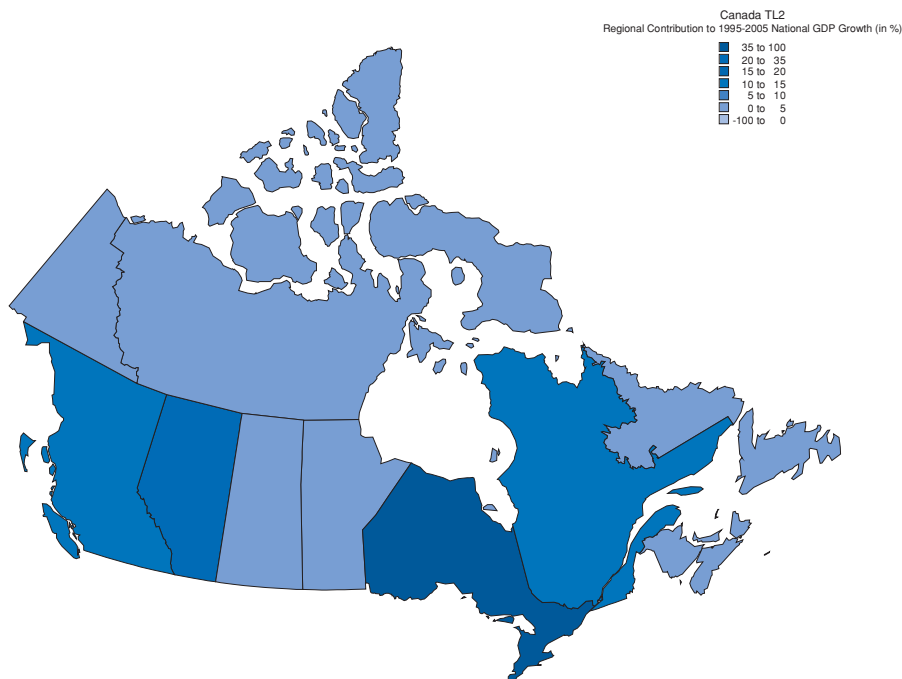 Canada TL2
Regional Contribution to 1995-2005 National GDP Growth (in %)
35 to 100
20 to 35
15 to 20
10 to 15
5 to 10
0 to 5
-100 to 0